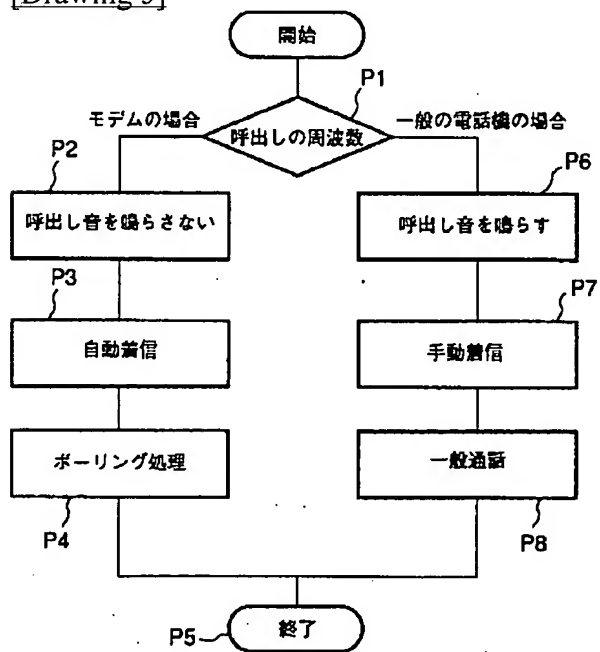 開始
P1
モデムの場合
一般の電話機の場合
呼出しの周波数
P2
P6
呼出し音を鳴らさない
呼出し音を鳴らす
P3
P7
自動着信
手動着信
ポーリング処理
一般通話
P4
P8
P5
終了